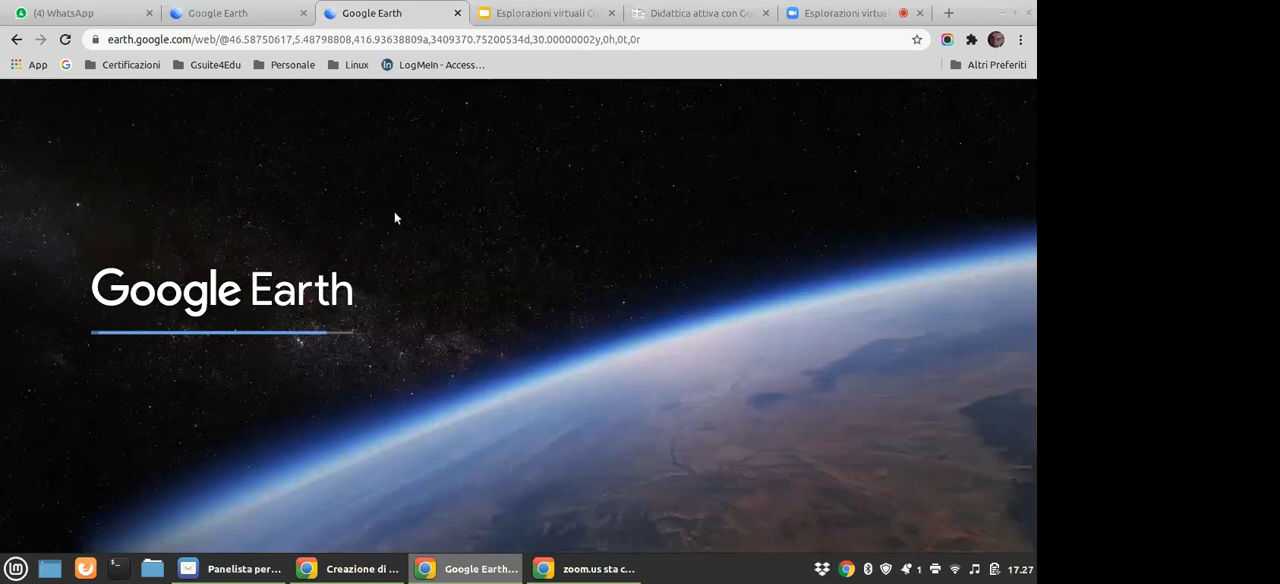 (4) WhatsApp
Google Earth
Google Earth
Esplorazioni virtuali C
Didattica attiva con Go
Esplorazioni virtua
earth.google.com/web/@46.58750617,5.48798808,416.93638809a,3409370.75200534d,30.00000002y,0h,0t,0r
App
Certificazioni
Gsuite4Edu
Personale
Linux
LogMeIn - Access...
Altri Preferiti
Google Earth
Panelista per...
Creazione di ...
Google Earth...
zoom.us sta c...
1
17.27